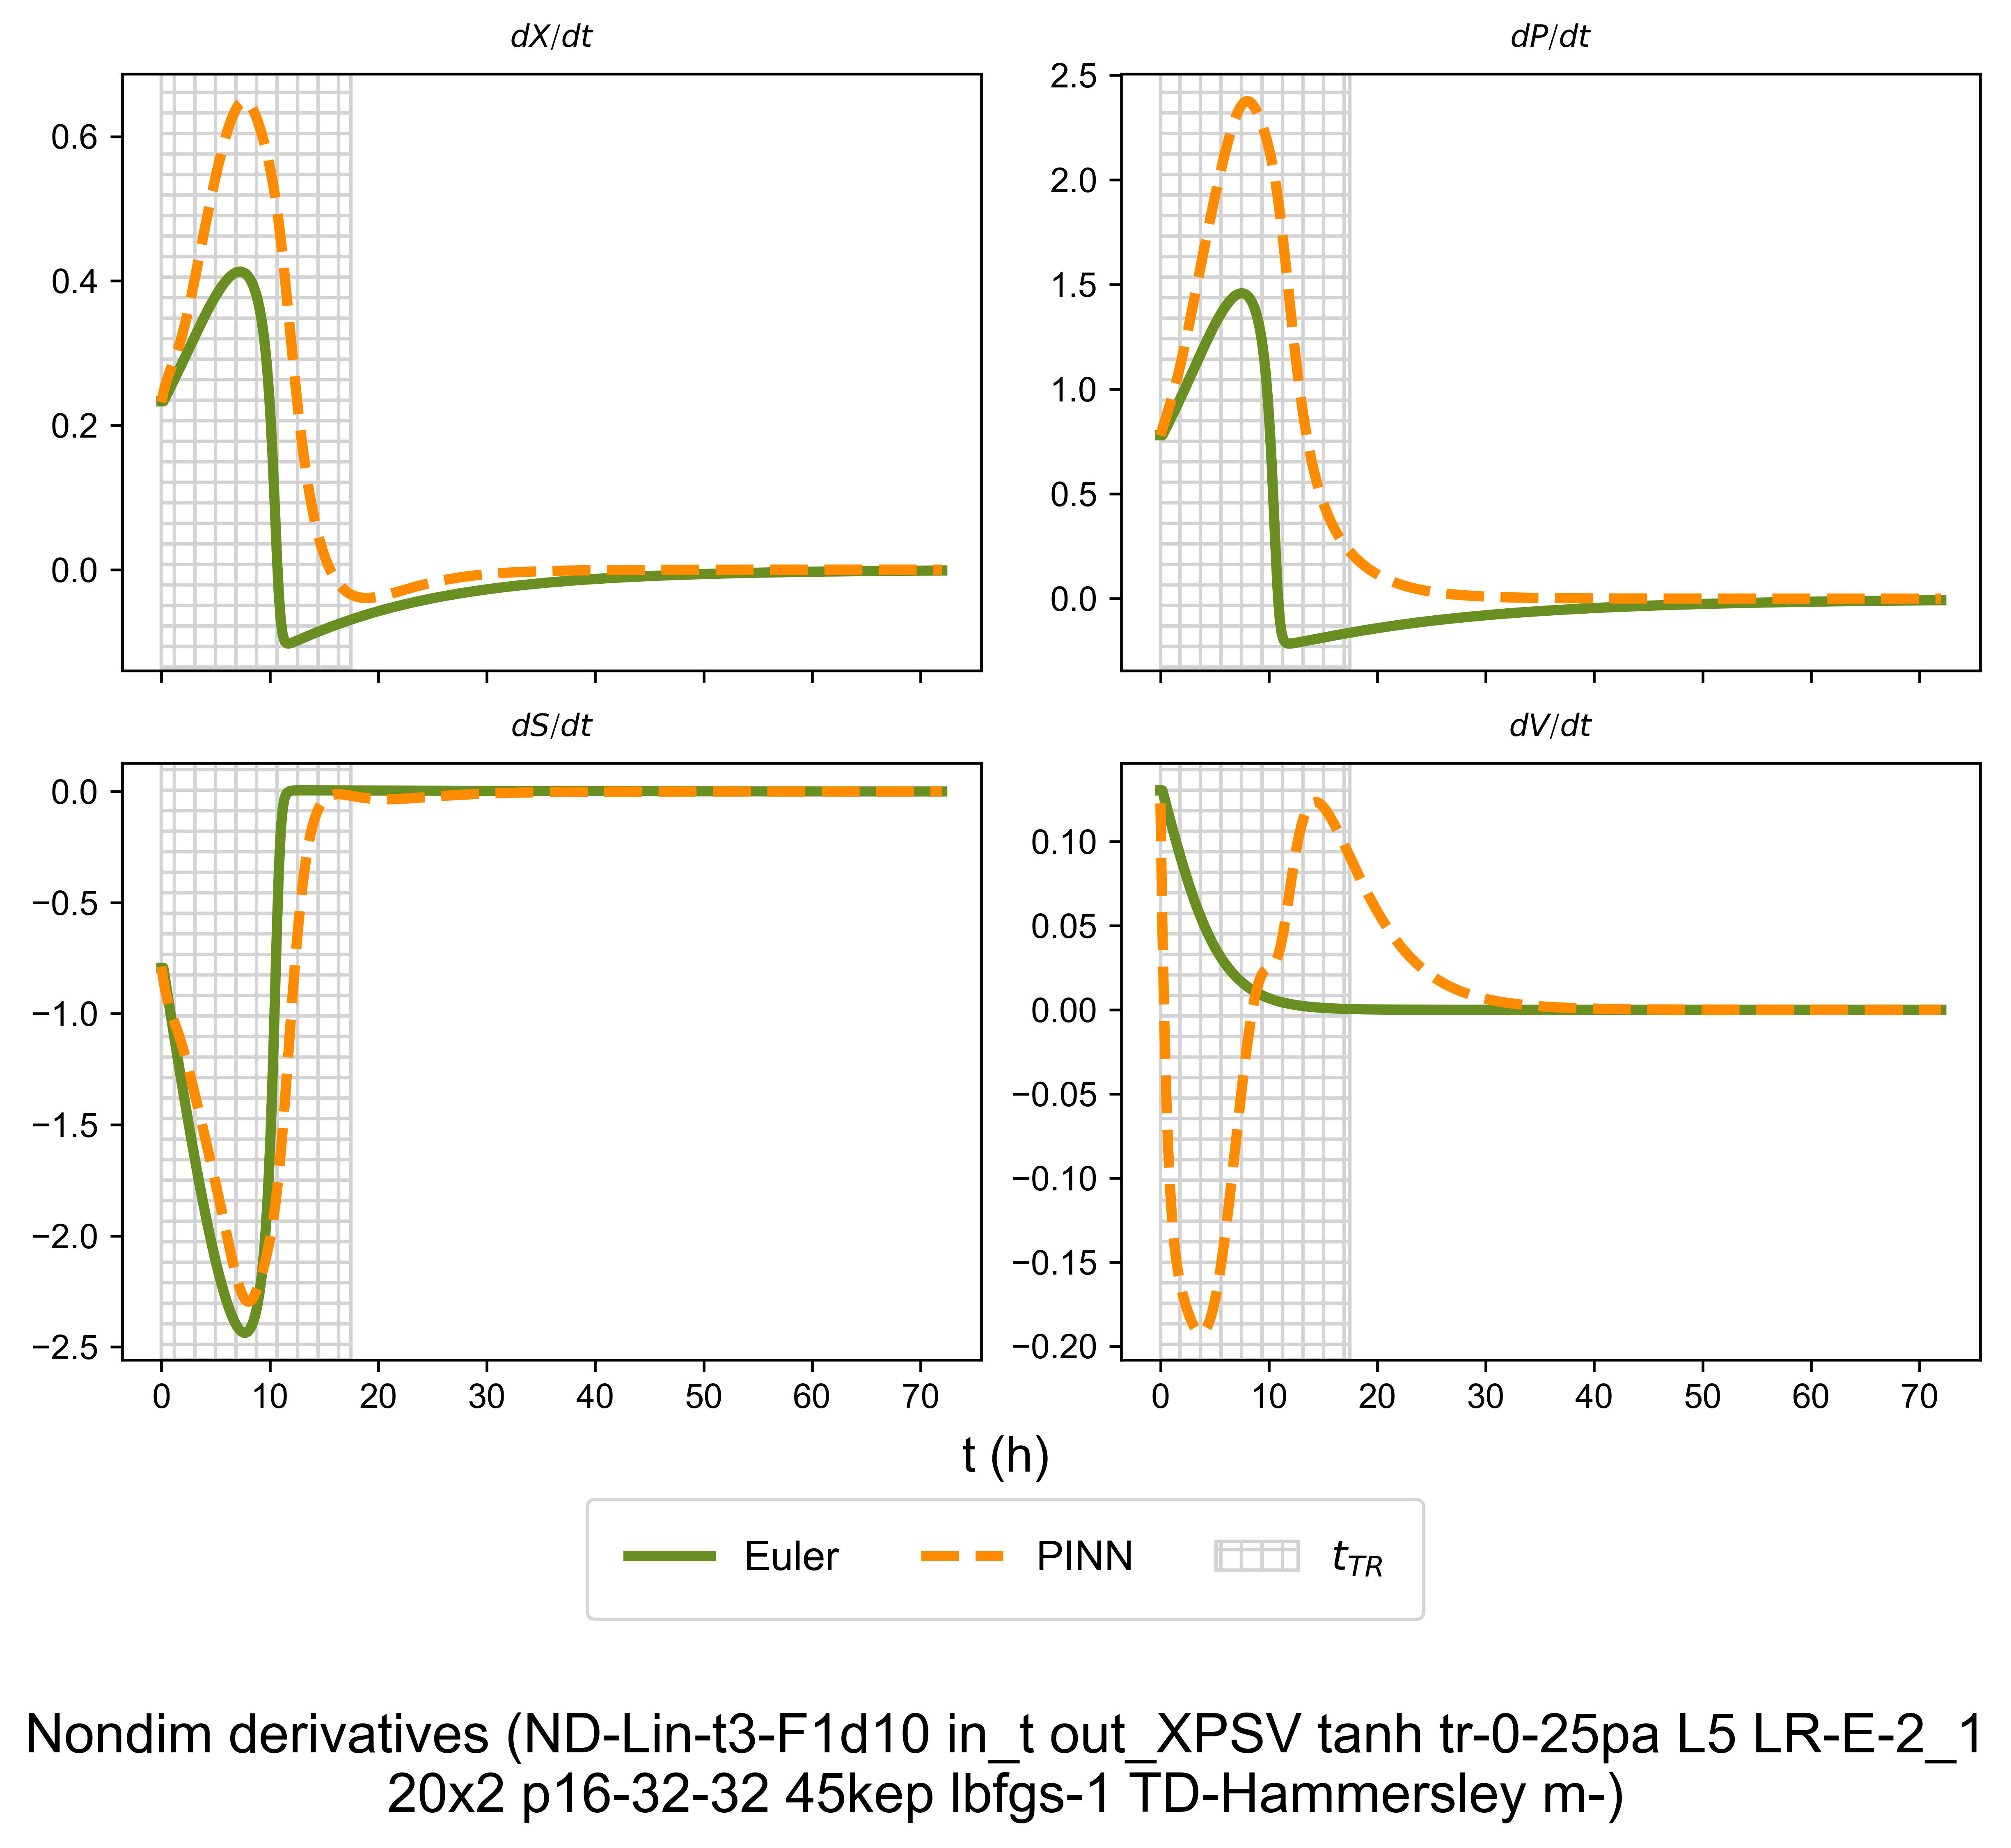 dX/dt
dP/dt
0.6
0.4
0.2
0.0
2.5
2.0
1.5
1.0
0.5
0.0
dS/dt
dV/dt
0.0
−0.5
−1.0
−1.5
−2.0
−2.5
0.10
0.05
0.00
−0.05
−0.10
−0.15
−0.20
0 10 20 30 40 50 60 70
0 10 20 30 40 50 60 70
t (h)
Euler PINN t_TR
Nondim derivatives (ND-Lin-t3-F1d10 in_t out_XPSV tanh tr-0-25pa L5 LR-E-2_1
20x2 p16-32-32 45kep lbfgs-1 TD-Hammersley m-)